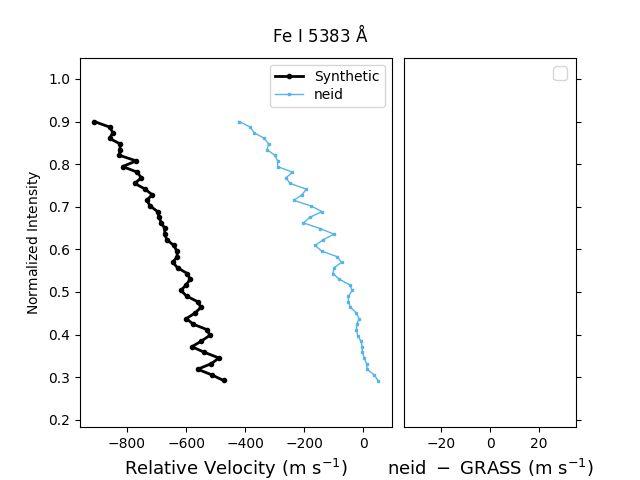 Fe I 5383 Å
Synthetic
neid
Normalized Intensity
1.0
0.9
0.8
0.7
0.6
0.5
0.4
0.3
0.2
−800
−600
−400
−200
0
Relative Velocity (m s⁻¹)
−20
0
20
neid − GRASS (m s⁻¹)